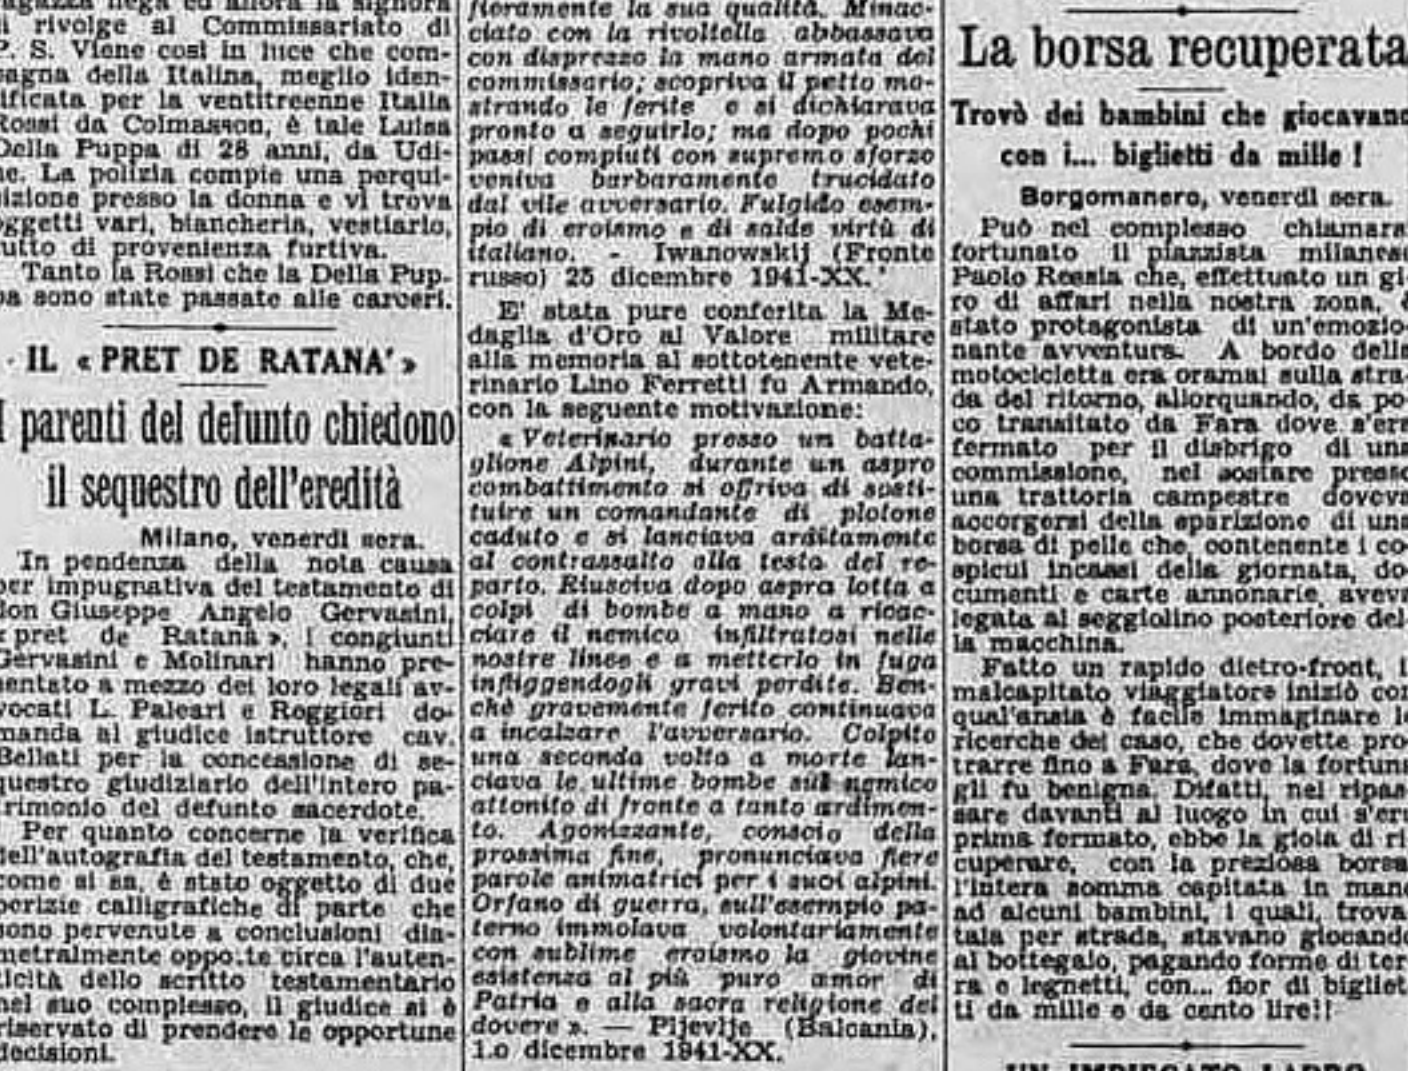 rivolge al Commissariato di
P. S. Viene così in luce che com-
pagna della Italina, meglio iden-
tificata per la ventitreenne Italia
Rossi da Colmasson, è tale Luisa
Della Puppa di 28 anni, da Udi-
ne. La polizia compie una perqui-
sizione presso la donna e vi trova
oggetti vari, biancheria, vestiario,
tutto di provenienza furtiva.
Tanto la Rossi che la Della Pup-
pa sono state passate alle carceri.
IL « PRET DE RATANA' »
I parenti del defunto chiedono
il sequestro dell'eredità
Milano, venerdì sera.
In pendenza della nota causa
per impugnativa del testamento di
don Giuseppe Angelo Gervasini,
« pret de Ratanà », i congiunti
Gervasini e Molinari hanno pre-
sentato a mezzo dei loro legali av-
vocati L. Paleari e Roggiori do-
manda al giudice istruttore cav.
Bellati per la concessione di se-
questro giudiziario dell'intero pa-
trimonio del defunto sacerdote.
Per quanto concerne la verifica
dell'autografia del testamento, che,
come si sa, è stato oggetto di due
perizie calligrafiche di parte che
sono pervenute a conclusioni dia-
metralmente oppo.te circa l'auten-
ticità dello scritto testamentario
nel suo complesso, il giudice si è
riservato di prendere le opportune
decisioni.
fieramente la sua qualità. Minac-
ciato con la rivoltella abbassava
con disprezzo la mano armata del
commissario; scopriva il petto mo-
strando le ferite e si dichiarava
pronto a seguirlo; ma dopo pochi
passi compiuti con supremo sforzo
veniva barbaramente trucidato
dal vile avversario. Fulgido esem-
pio di eroismo e di salde virtù di
italiano. - Iwanowskij (Fronte
russo) 25 dicembre 1941-XX.
E' stata pure conferita la Me-
daglia d'Oro al Valore militare
alla memoria al sottotenente vete-
rinario Lino Ferretti fu Armando,
con la seguente motivazione:
« Veterinario presso un batta-
glione Alpini, durante un aspro
combattimento si offriva di sosti-
tuire un comandante di plotone
caduto e si lanciava arditamente
al contrassalto alla testa del re-
parto. Riusciva dopo aspra lotta a
colpi di bombe a mano a ricac-
ciare il nemico infiltratosi nelle
nostre linee e a metterlo in fuga
infliggendogli gravi perdite. Ben-
chè gravemente ferito continuava
a incalzare l'avversario. Colpito
una seconda volta a morte lan-
ciava le ultime bombe sul nemico
attonito di fronte a tanto ardimen-
to. Agonizzante, conscio della
prossima fine, pronunciava fiere
parole animatrici per i suoi alpini.
Orfano di guerra, sull'esempio pa-
terno immolava volontariamente
con sublime eroismo la giovine
esistenza al più puro amor di
Patria e alla sacra religione del
dovere ». — Pljevlje (Balcania),
1.o dicembre 1941-XX.
La borsa recuperata
Trovò dei bambini che giocavano
con i... biglietti da mille !
Borgomanero, venerdì sera.
Può nel complesso chiamarsi
fortunato il piazzista milanese
Paolo Ressia che, effettuato un gi-
ro di affari nella nostra zona, è
stato protagonista di un'emozio-
nante avventura. A bordo della
motocicletta era oramai sulla stra-
da del ritorno, allorquando, da po-
co transitato da Fara dove s'era
fermato per il disbrigo di una
commissione, nel sostare presso
una trattoria campestre doveva
accorgersi della sparizione di una
borsa di pelle che, contenente i co-
spicui incassi della giornata, do-
cumenti e carte annonarie, aveva
legata al seggiolino posteriore del-
la macchina.
Fatto un rapido dietro-front, il
malcapitato viaggiatore iniziò con
qual'ansia è facile immaginare le
ricerche del caso, che dovette pro-
trarre fino a Fara, dove la fortuna
gli fu benigna. Difatti, nel ripas-
sare davanti al luogo in cui s'era
prima fermato, ebbe la gioia di ri-
cuperare, con la preziosa borsa
l'intera somma capitata in mano
ad alcuni bambini, i quali, trova-
tala per strada, stavano giocando
al bottegaio, pagando forme di ter-
ra e legnetti, con... fior di bigliet-
ti da mille e da cento lire!!
UN IMPIEGATO LADRO